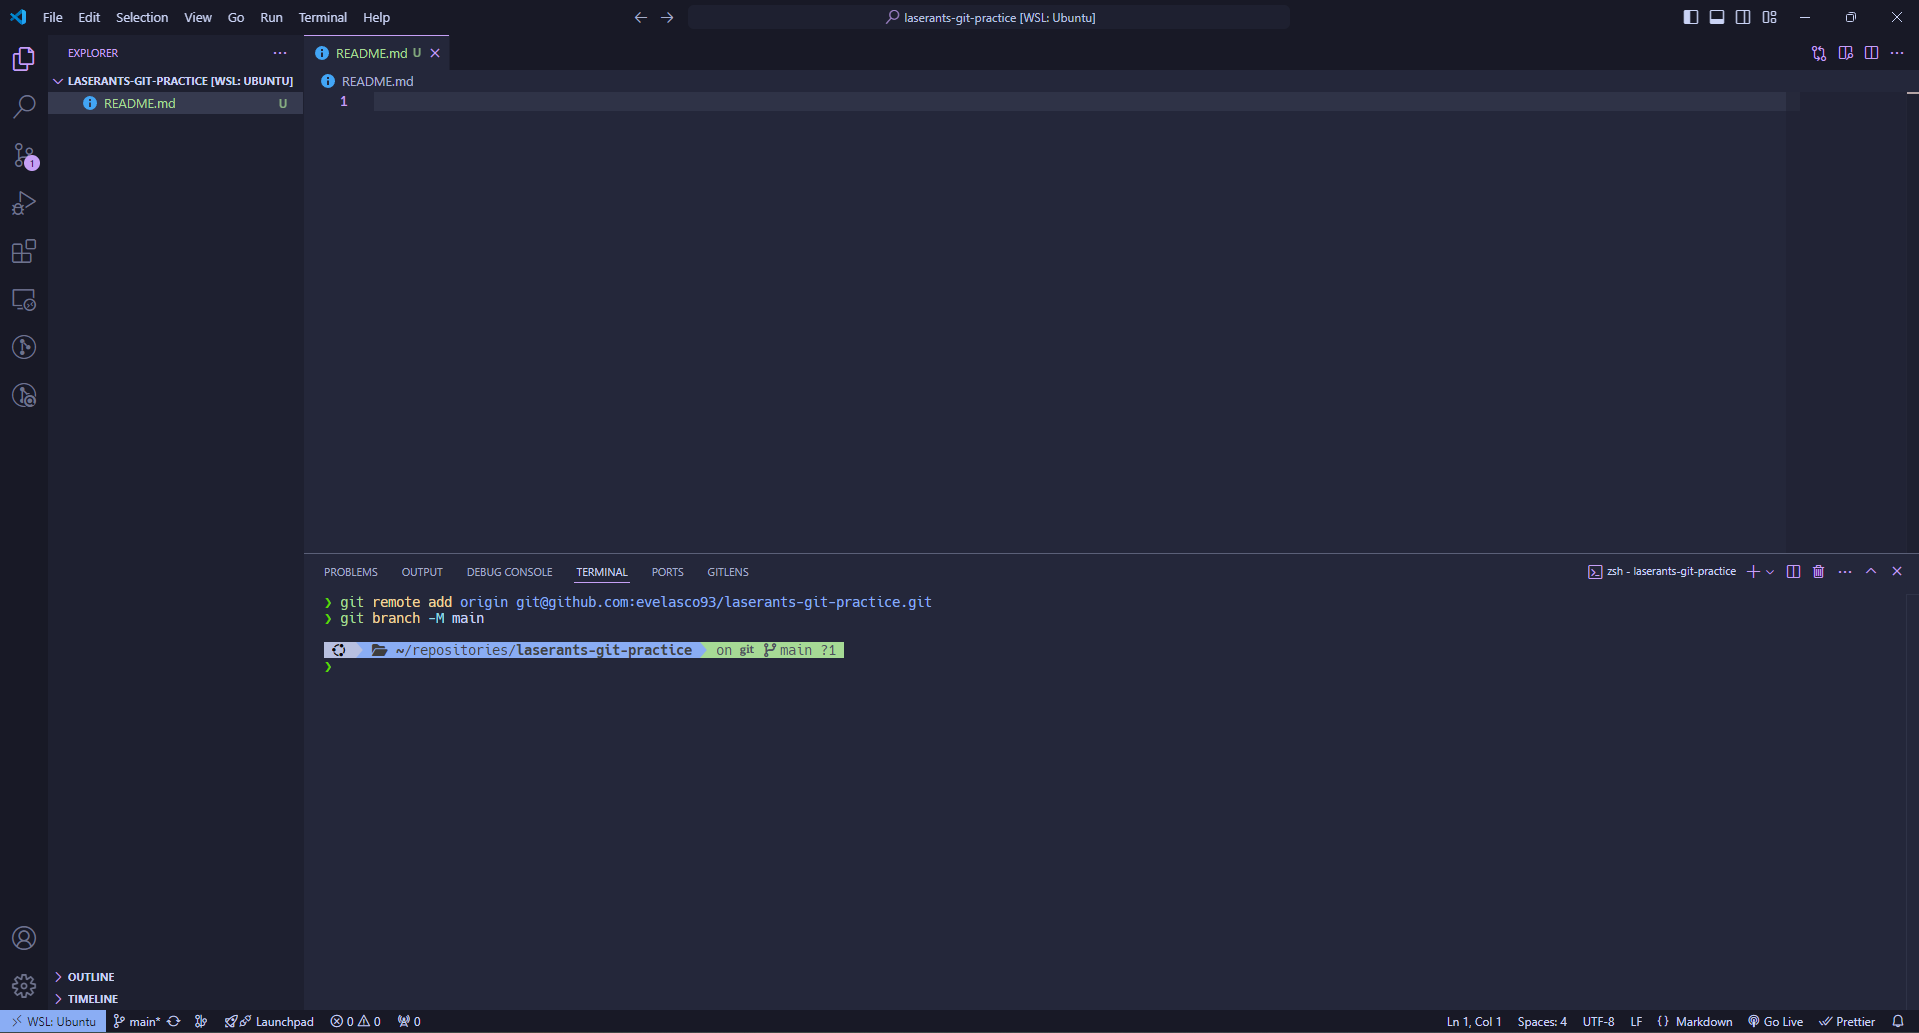 File Edit Selection View Go Run Terminal Help
laserants-git-practice [WSL: Ubuntu]
EXPLORER
LASERANTS-GIT-PRACTICE [WSL: UBUNTU]
README.md U
1
OUTLINE
TIMELINE
README.md U
README.md
1
PROBLEMS OUTPUT DEBUG CONSOLE TERMINAL PORTS GITLENS
zsh - laserants-git-practice
❯ git remote add origin git@github.com:evelasco93/laserants-git-practice.git
❯ git branch -M main
~/repositories/laserants-git-practice on git main ?1
❯
WSL: Ubuntu main* Launchpad 0 0 0
Ln 1, Col 1 Spaces: 4 UTF-8 LF {} Markdown Go Live Prettier